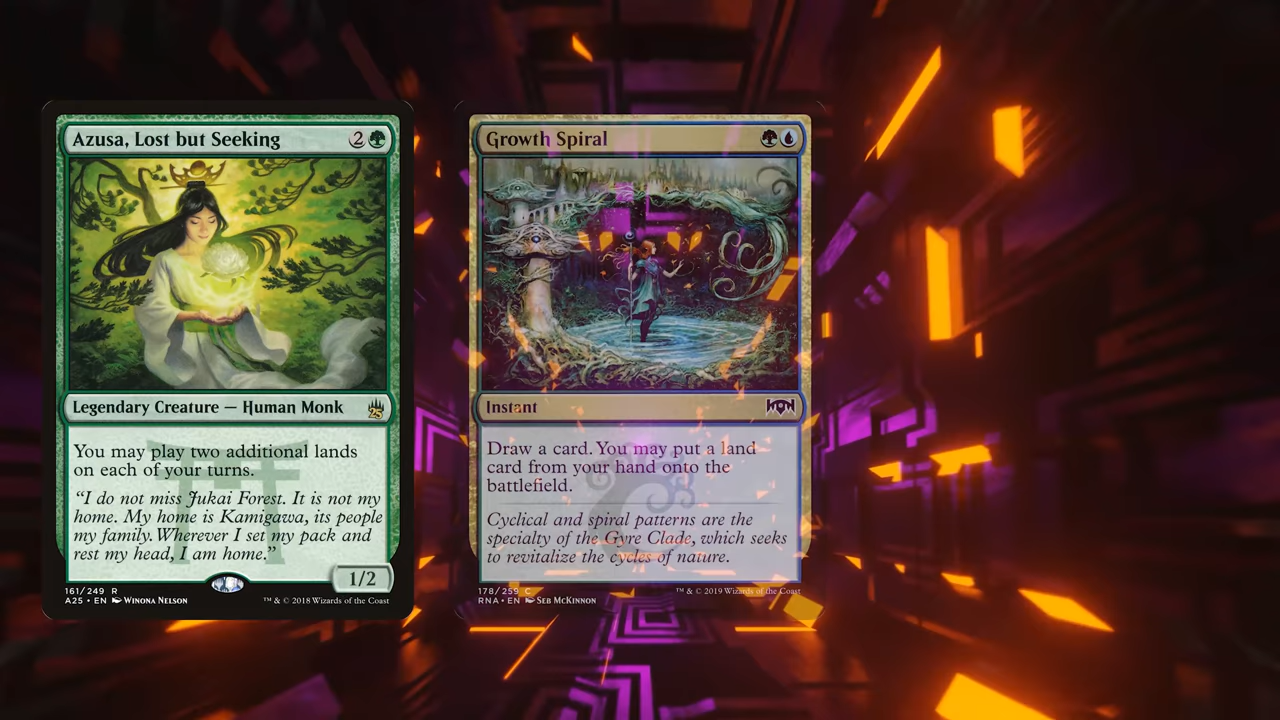 Azusa, Lost but Seeking 2
Legendary Creature — Human Monk
25
You may play two additional lands
on each of your turns.
“I do not miss Jukai Forest. It is not my
home. My home is Kamigawa, its people
my family. Wherever I set my pack and
rest my head, I am home.”
1/2
161/249 R
A25 • EN Winona Nelson
™ & © 2018 Wizards of the Coast
Growth Spiral
Instant
Draw a card. You may put a land
card from your hand onto the
battlefield.
Cyclical and spiral patterns are the
specialty of the Gyre Clade, which seeks
to revitalize the cycles of nature.
178/259 C
RNA • EN Seb McKinnon
™ & © 2019 Wizards of the Coast